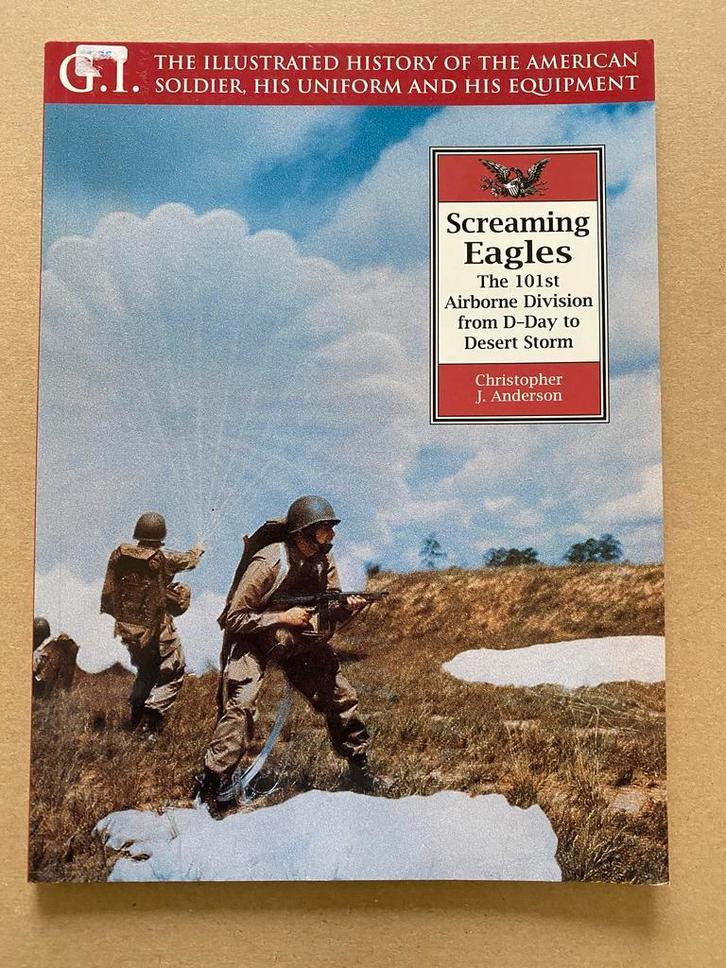 G.I.
THE ILLUSTRATED HISTORY OF THE AMERICAN
SOLDIER, HIS UNIFORM AND HIS EQUIPMENT
Screaming
Eagles
The 101st
Airborne Division
from D-Day to
Desert Storm
Christopher
J. Anderson